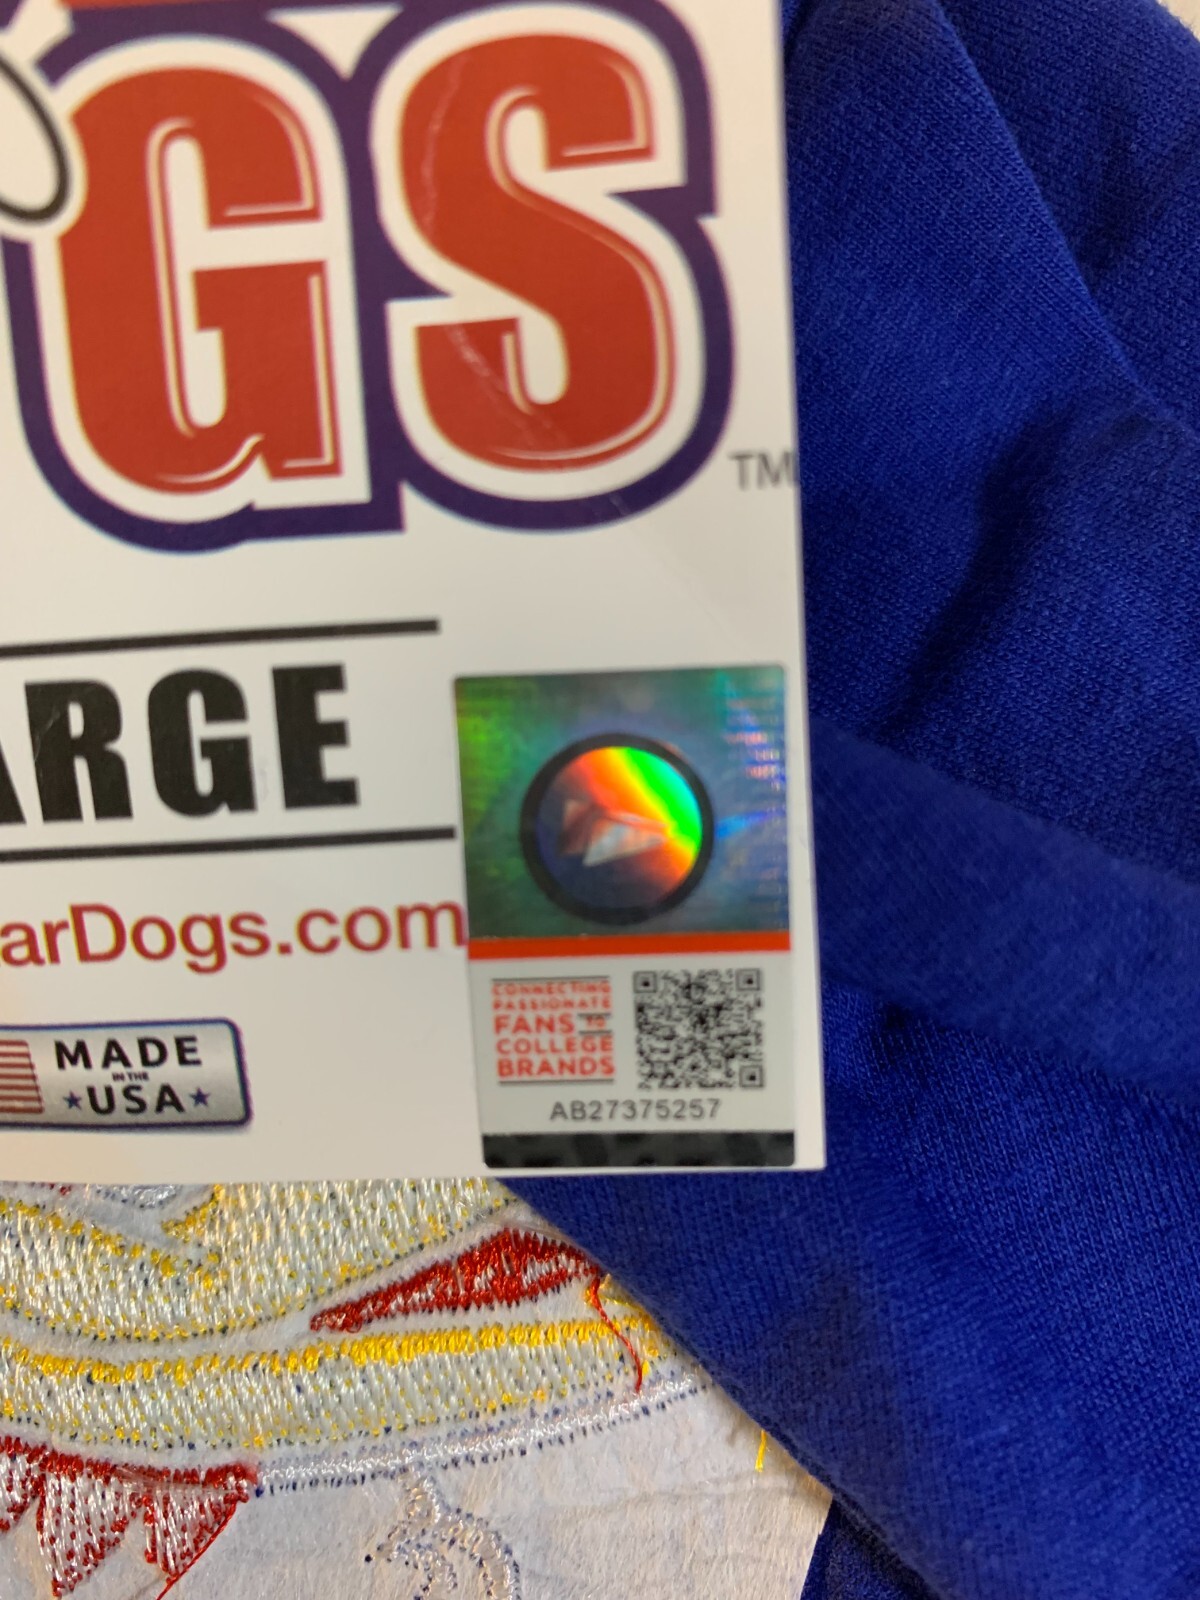 GS
TM
ARGE
arDogs.com
MADE
IN THE
USA
CONNECTING
PASSIONATE
FANS TO
COLLEGE
BRANDS
AB27375257